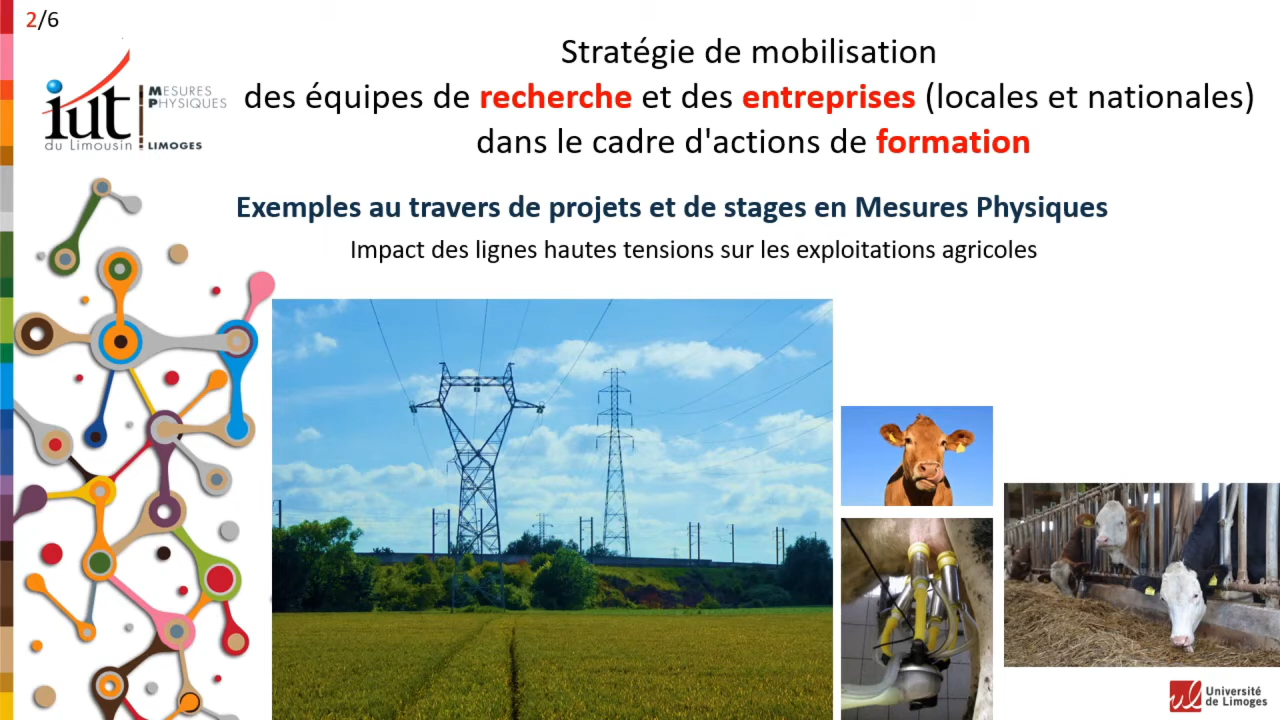 2/6
Stratégie de mobilisation
des équipes de recherche et des entreprises (locales et nationales)
dans le cadre d'actions de formation
iut
du Limousin
MESURES
PHYSIQUES
LIMOGES
Exemples au travers de projets et de stages en Mesures Physiques
Impact des lignes hautes tensions sur les exploitations agricoles
Université
de Limoges